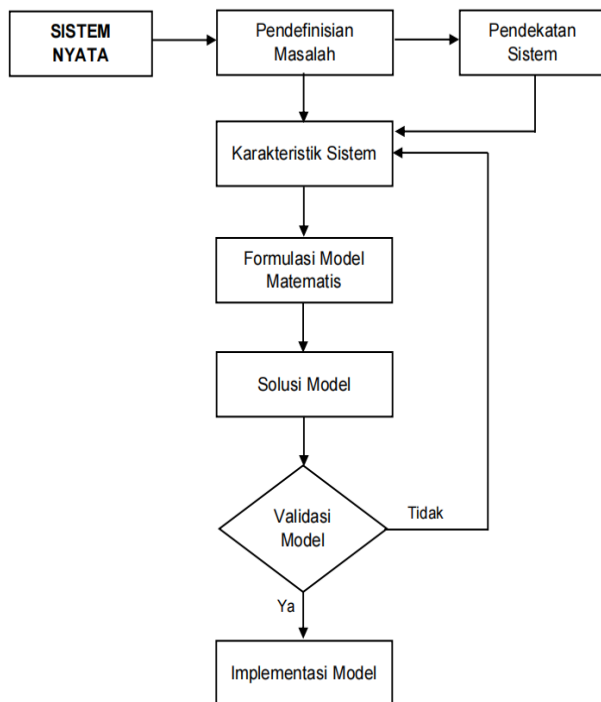 SISTEM
NYATA
Pendefinisian
Masalah
Pendekatan
Sistem
Karakteristik Sistem
Formulasi Model
Matematis
Solusi Model
Validasi
Model
Tidak
Ya
Implementasi Model